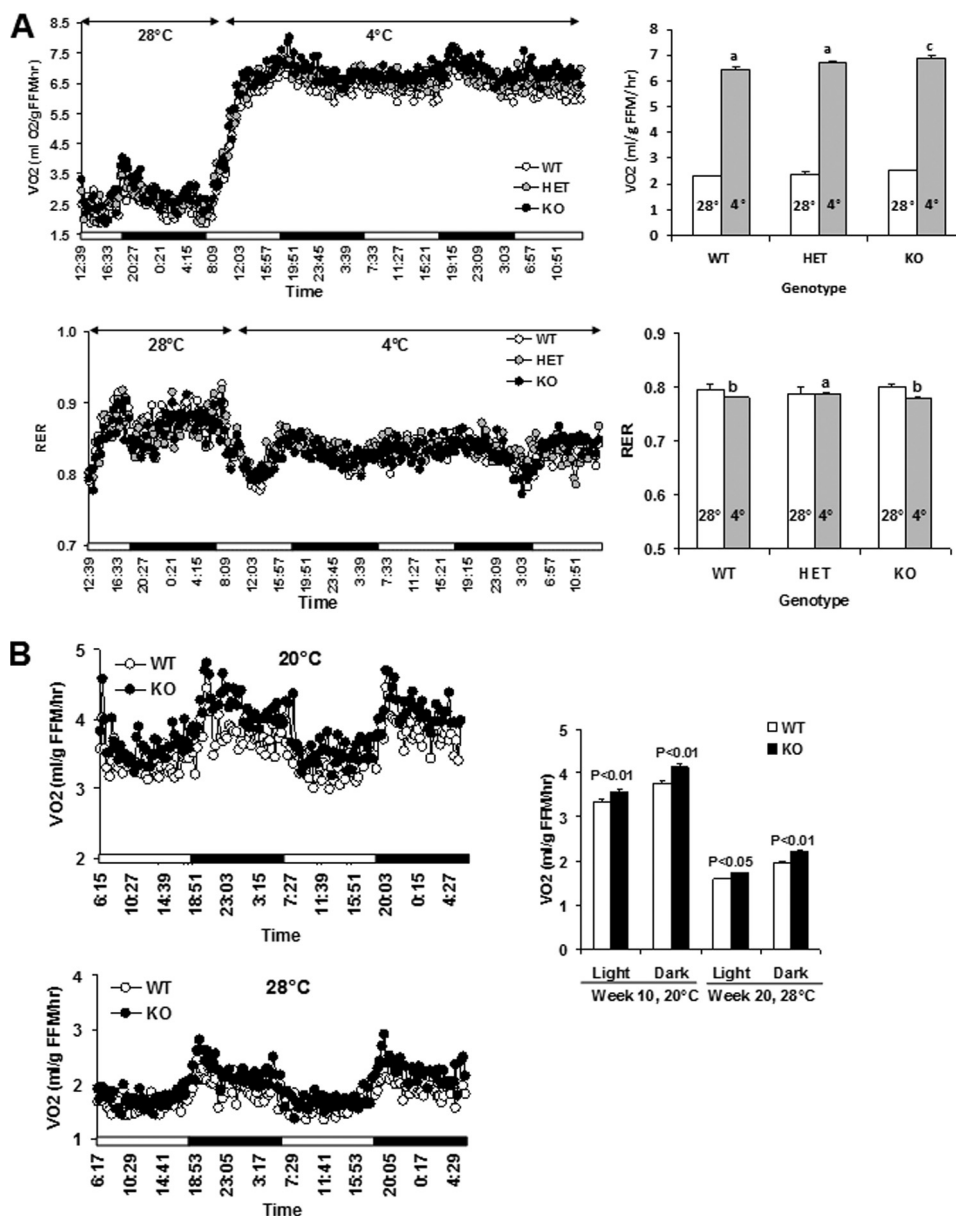 A
28°C
4°C
8.5
7.5
6.5
5.5
4.5
3.5
2.5
1.5
VO2 (ml O2/gFFM/hr)
WT
HET
KO
12:39
16:33
20:27
0:21
4:15
8:09
12:03
15:57
19:51
23:45
3:39
7:33
11:27
15:21
19:15
23:09
3:03
6:57
10:51
Time
8
7
6
5
4
3
2
1
0
VO2 (ml/g FFM/hr)
a
a
c
28°
4°
28°
4°
28°
4°
WT
HET
KO
Genotype
28°C
4°C
1.0
0.9
0.8
0.7
RER
WT
HET
KO
12:39
16:33
20:27
0:21
4:15
8:09
12:03
15:57
19:51
23:45
3:39
7:33
11:27
15:21
19:15
23:09
3:03
6:57
10:51
Time
0.9
0.8
0.7
0.6
0.5
RER
b
a
b
28°
4°
28°
4°
28°
4°
WT
HET
KO
Genotype
B
20°C
WT
KO
5
4
3
2
VO2 (ml/g FFM/hr)
6:15
10:27
14:39
18:51
23:03
3:15
7:27
11:39
15:51
20:03
0:15
4:27
Time
28°C
WT
KO
4
3
2
1
VO2 (ml/g FFM/hr)
6:17
10:29
14:41
18:53
23:05
3:17
7:29
11:41
15:53
20:05
0:17
4:29
Time
WT
KO
5
4
3
2
1
0
VO2 (ml/g FFM/hr)
P<0.01
P<0.01
P<0.05
P<0.01
Light Dark Light Dark
Week 10, 20°C Week 20, 28°C